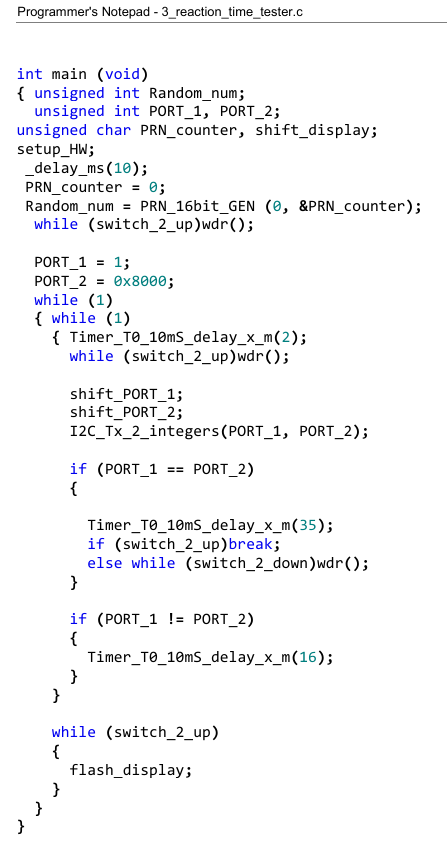 Programmer's Notepad - 3_reaction_time_tester.c
int main (void)
{ unsigned int Random_num;
unsigned int PORT_1, PORT_2;
unsigned char PRN_counter, shift_display;
setup_HW;
_delay_ms(10);
PRN_counter = 0;
Random_num = PRN_16bit_GEN (0, &PRN_counter);
while (switch_2_up)wdr();
PORT_1 = 1;
PORT_2 = 0x8000;
while (1)
{ while (1)
{ Timer_T0_10mS_delay_x_m(2);
while (switch_2_up)wdr();
shift_PORT_1;
shift_PORT_2;
I2C_Tx_2_integers(PORT_1, PORT_2);
if (PORT_1 == PORT_2)
{
Timer_T0_10mS_delay_x_m(35);
if (switch_2_up)break;
else while (switch_2_down)wdr();
}
if (PORT_1 != PORT_2)
{
Timer_T0_10mS_delay_x_m(16);
}
}
while (switch_2_up)
{
flash_display;
}
}
}